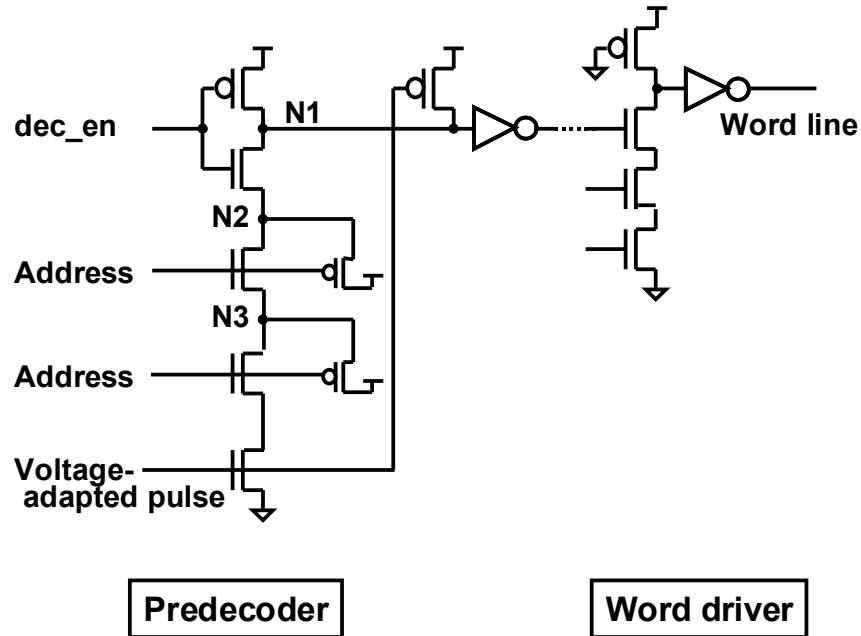 dec_en
N1
Word line
N2
Address
N3
Address
Voltage-
adapted pulse
Predecoder
Word driver